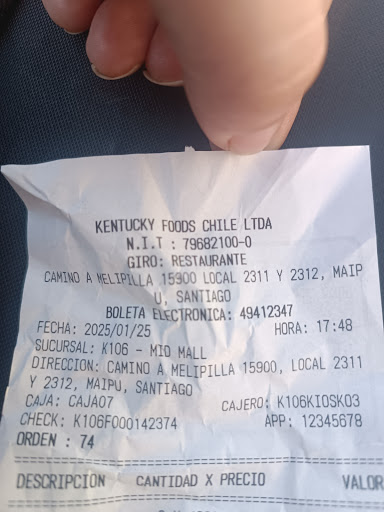 KENTUCKY FOODS CHILE LTDA
N.I.T : 79682100-0
GIRO: RESTAURANTE
CAMINO A MELIPILLA 15900 LOCAL 2311 Y 2312, MAIP
U, SANTIAGO
BOLETA ELECTRONICA: 49412347
FECHA: 2025/01/25 HORA: 17:48
SUCURSAL: K106 - MID MALL
DIRECCION: CAMINO A MELIPILLA 15900, LOCAL 2311
Y 2312, MAIPU, SANTIAGO
CAJA: CAJA07 CAJERO: K106KIOSKO3
CHECK: K106F000142374 APP: 12345678
ORDEN : 74
DESCRIPCION CANTIDAD X PRECIO VALOR